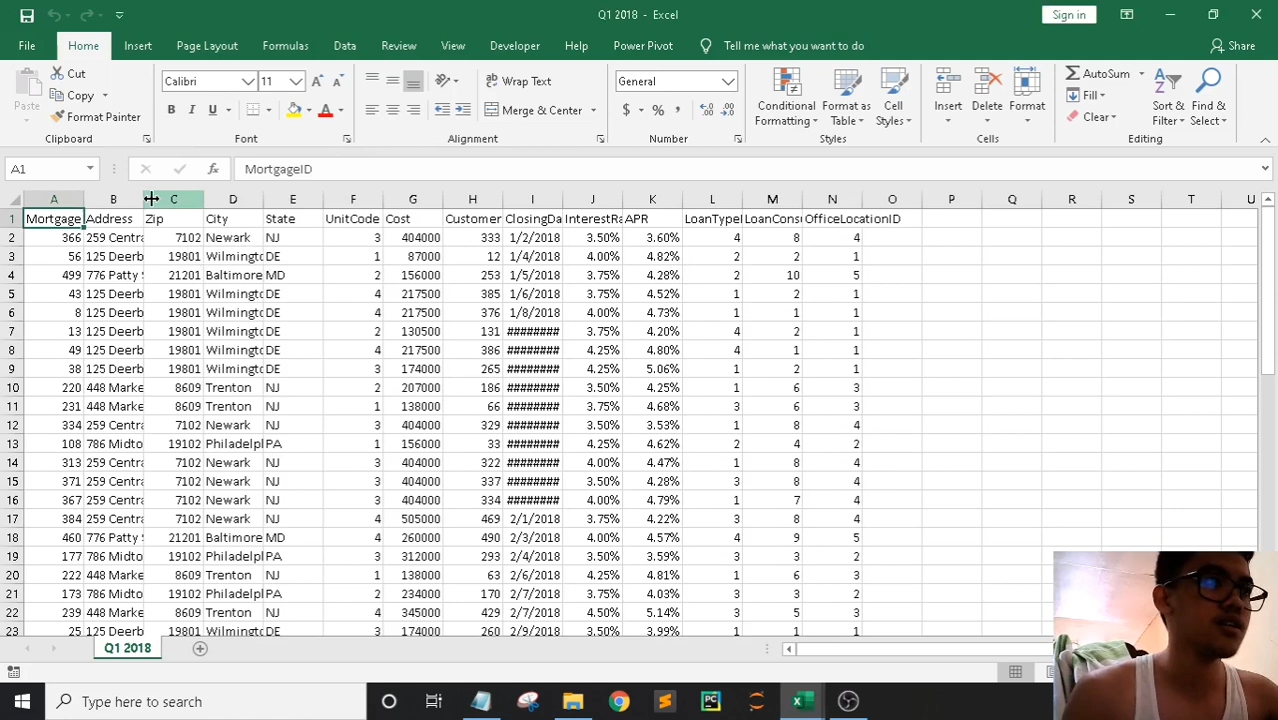 Q1 2018 - Excel
Sign in
File Home Insert Page Layout Formulas Data Review View Developer Help Power Pivot Tell me what you want to do Share
Paste Cut Copy Format Painter Clipboard
Calibri 11 B I U A A A Font
Wrap Text Merge & Center Alignment
General $ % , Number
Conditional Formatting Format as Table Cell Styles Styles
Insert Delete Format Cells
AutoSum Fill Clear Sort & Filter Find & Select Editing
A1 fx MortgageID
A B C D E F G H I J K L M N O P Q R S T U
1 Mortgage Address Zip City State UnitCode Cost Customer ClosingDa InterestRa APR LoanTypeI LoanConsu OfficeLocationID
2 366 259 Centra 7102 Newark NJ 3 404000 333 1/2/2018 3.50% 3.60% 4 8 4
3 56 125 Deerb 19801 Wilmingto DE 1 87000 12 1/4/2018 4.00% 4.82% 2 2 1
4 499 776 Patty S 21201 Baltimore MD 2 156000 253 1/5/2018 3.75% 4.28% 2 10 5
5 43 125 Deerb 19801 Wilmingto DE 4 217500 385 1/6/2018 3.75% 4.52% 1 2 1
6 8 125 Deerb 19801 Wilmingto DE 4 217500 376 1/8/2018 4.00% 4.73% 1 1 1
7 13 125 Deerb 19801 Wilmingto DE 2 130500 131 ######## 3.75% 4.20% 4 2 1
8 49 125 Deerb 19801 Wilmingto DE 4 217500 386 ######## 4.25% 4.80% 4 1 1
9 38 125 Deerb 19801 Wilmingto DE 3 174000 265 ######## 4.25% 5.06% 2 2 1
10 220 448 Marke 8609 Trenton NJ 2 207000 186 ######## 3.50% 4.25% 1 6 3
11 231 448 Marke 8609 Trenton NJ 1 138000 66 ######## 3.75% 4.68% 3 6 3
12 334 259 Centra 7102 Newark NJ 3 404000 329 ######## 3.50% 3.53% 1 8 4
13 108 786 Midto 19102 Philadelpl PA 1 156000 33 ######## 4.25% 4.62% 2 4 2
14 313 259 Centra 7102 Newark NJ 3 404000 322 ######## 4.00% 4.47% 1 8 4
15 371 259 Centra 7102 Newark NJ 3 404000 337 ######## 3.50% 4.28% 3 8 4
16 367 259 Centra 7102 Newark NJ 3 404000 334 ######## 4.00% 4.79% 1 7 4
17 384 259 Centra 7102 Newark NJ 4 505000 469 2/1/2018 3.75% 4.22% 3 8 4
18 460 776 Patty S 21201 Baltimore MD 4 260000 490 2/3/2018 4.00% 4.57% 4 9 5
19 177 786 Midto 19102 Philadelpl PA 3 312000 293 2/4/2018 3.50% 3.59% 3 3 2
20 222 448 Marke 8609 Trenton NJ 1 138000 63 2/6/2018 4.25% 4.81% 1 6 3
21 173 786 Midto 19102 Philadelpl PA 2 234000 170 2/7/2018 3.75% 4.03% 3 3 2
22 239 448 Marke 8609 Trenton NJ 4 345000 429 2/7/2018 4.50% 5.14% 3 5 3
23 25 125 Deerb 19801 Wilmingto DE 3 174000 260 2/9/2018 3.50% 3.99% 1 1 1
Q1 2018
Type here to search